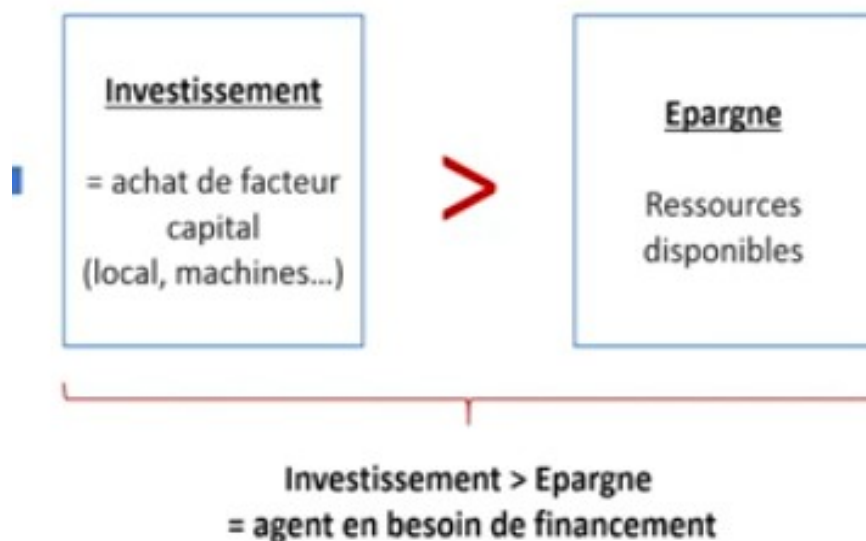 Investissement
= achat de facteur
capital
(local, machines...)
>
Epargne
Ressources
disponibles
Investissement > Epargne
= agent en besoin de financement